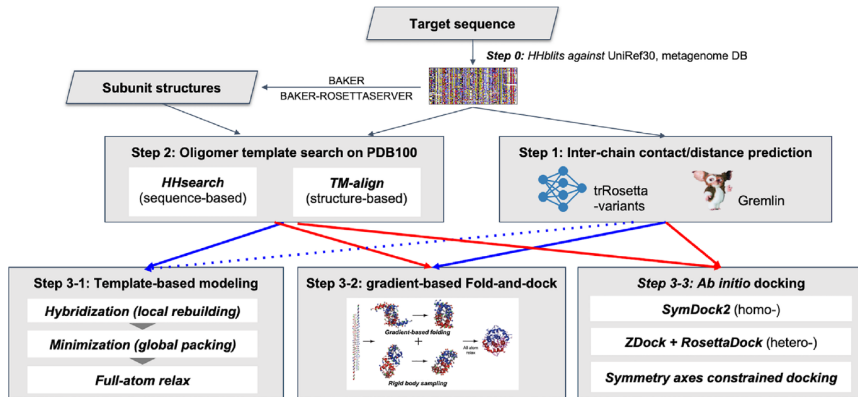 Target sequence
Step 0: HHblits against UniRef30, metagenome DB
Subunit structures
BAKER
BAKER-ROSETTASERVER
Step 2: Oligomer template search on PDB100
HHsearch
(sequence-based)
TM-align
(structure-based)
Step 1: Inter-chain contact/distance prediction
trRosetta
-variants
Gremlin
Step 3-1: Template-based modeling
Hybridization (local rebuilding)
Minimization (global packing)
Full-atom relax
Step 3-2: gradient-based Fold-and-dock
Gradient-based folding
+
All atom
relax
Rigid body sampling
Step 3-3: Ab initio docking
SymDock2 (homo-)
ZDock + RosettaDock (hetero-)
Symmetry axes constrained docking